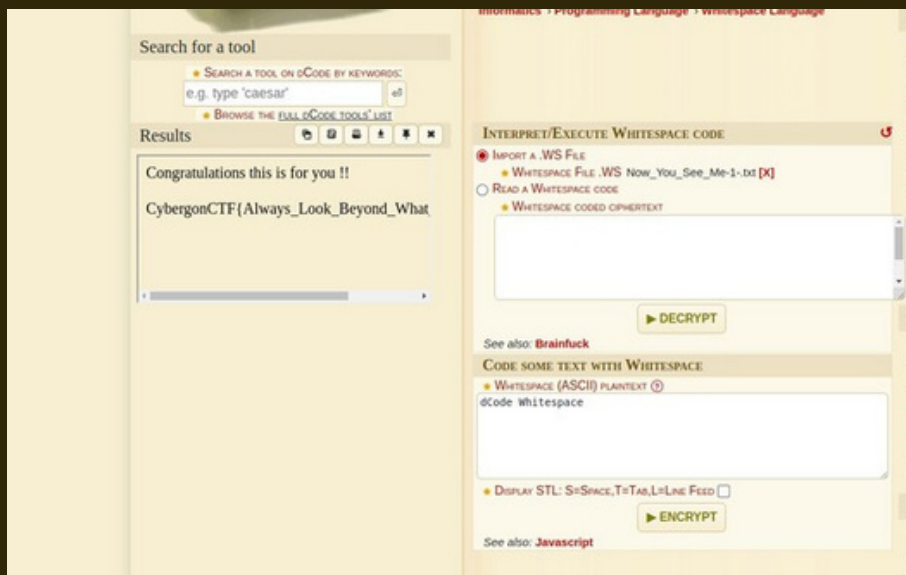 Informatics › Programming Language › Whitespace Language
Search for a tool
★ SEARCH A TOOL ON DCODE BY KEYWORDS:
e.g. type 'caesar'
★ BROWSE THE FULL DCODE TOOLS' LIST
Results
Congratulations this is for you !!
CybergonCTF{Always_Look_Beyond_What_
INTERPRET/EXECUTE WHITESPACE CODE
★ IMPORT A .WS FILE
★ WHITESPACE FILE .WS Now_You_See_Me-1-.txt [X]
READ A WHITESPACE CODE
★ WHITESPACE CODED CIPHERTEXT
▶ DECRYPT
See also: Brainfuck
CODE SOME TEXT WITH WHITESPACE
★ WHITESPACE (ASCII) PLAINTEXT ?
dCode Whitespace
★ DISPLAY STL: S=SPACE,T=TAB,L=LINE FEED
▶ ENCRYPT
See also: Javascript